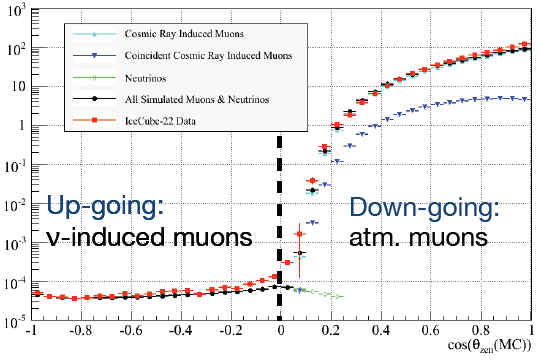 10³
10²
10
1
10⁻¹
10⁻²
10⁻³
10⁻⁴
10⁻⁵
Cosmic Ray Induced Muons
Coincident Cosmic Ray Induced Muons
Neutrinos
All Simulated Muons & Neutrinos
IceCube-22 Data
Up-going:
ν-induced muons
Down-going:
atm. muons
-1 -0.8 -0.6 -0.4 -0.2 0 0.2 0.4 0.6 0.8 1
cos(θzen(MC))